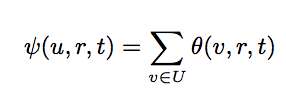 ψ(u, r, t) = ∑_{v∈U} θ(v, r, t)